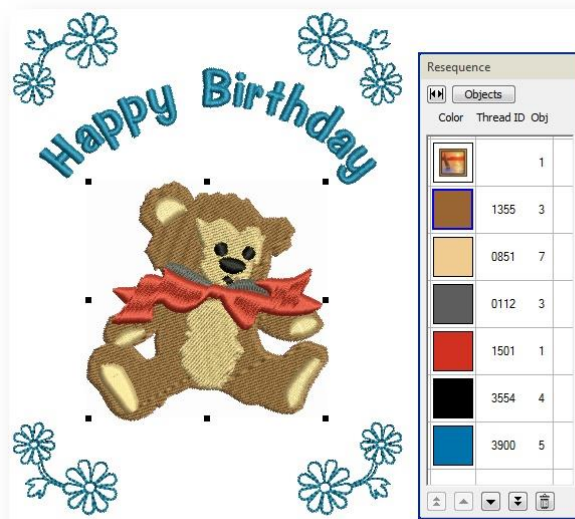 Happy Birthday
Resequence
Objects
Color Thread ID Obj
1
1355 3
0851 7
0112 3
1501 1
3554 4
3900 5